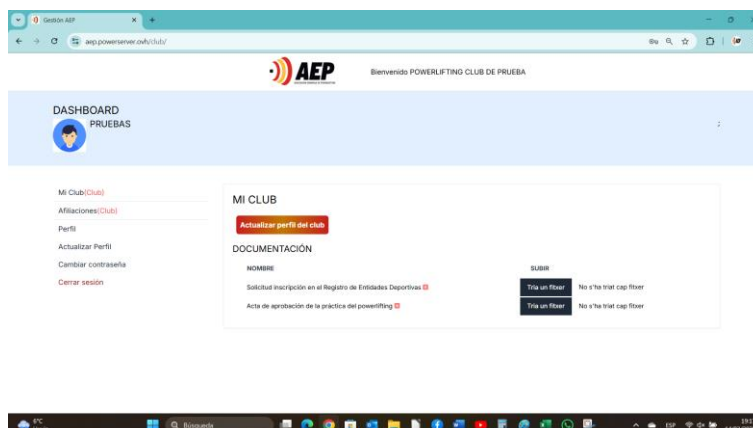 Gestión AEP
aep.powerserver.ovh/club/
AEP
Bienvenido POWERLIFTING CLUB DE PRUEBA
DASHBOARD
PRUEBAS
Mi Club(Club)
Afiliaciones(Club)
Perfil
Actualizar Perfil
Cambiar contraseña
Cerrar sesión
MI CLUB
Actualizar perfil del club
DOCUMENTACIÓN
NOMBRE SUBIR
Solicitud inscripción en el Registro de Entidades Deportivas Tria un fitxer No s'ha triat cap fitxer
Acta de aprobación de la práctica del powerlifting Tria un fitxer No s'ha triat cap fitxer
6°C
Búsqueda
ESP